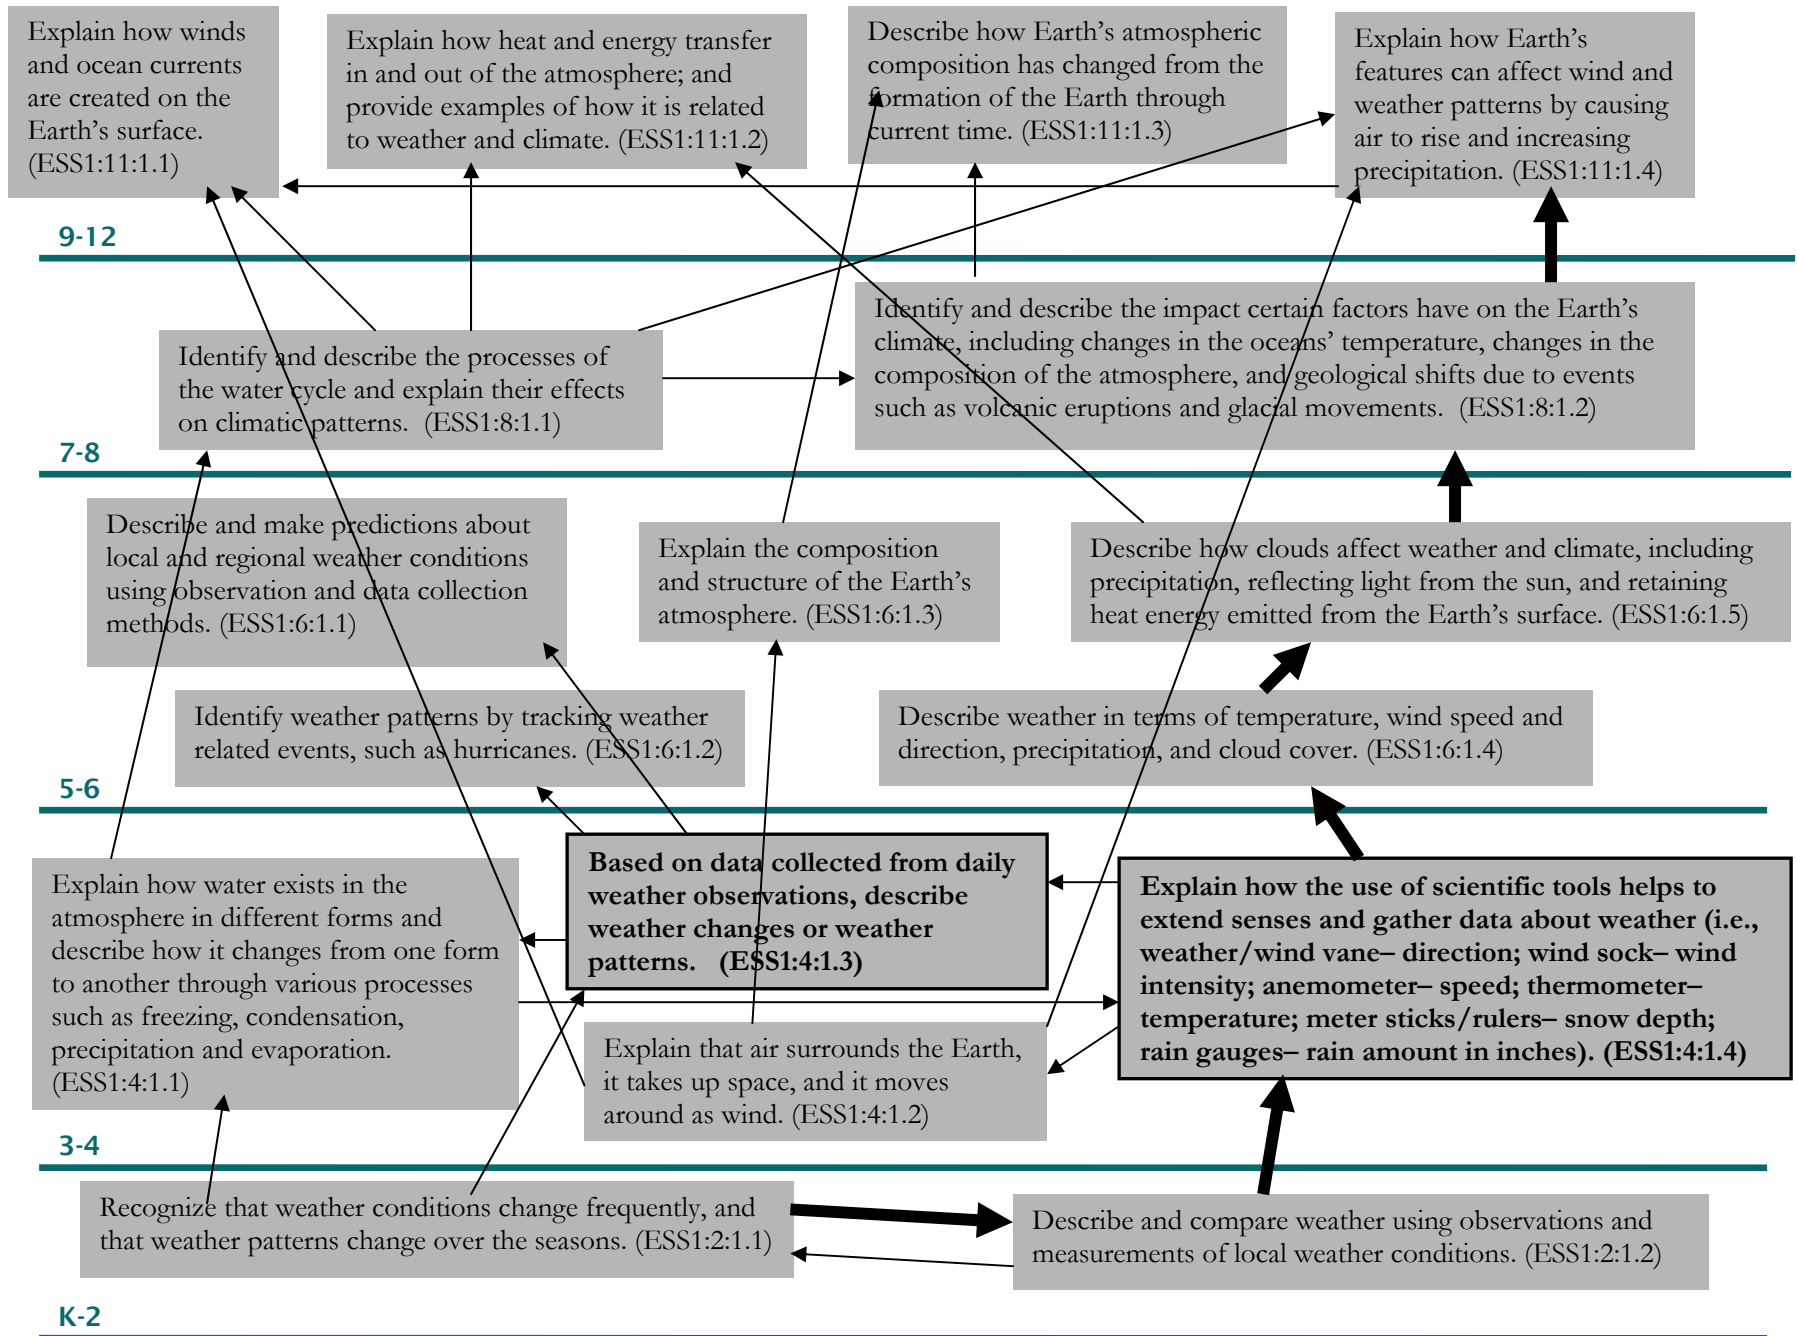 Explain how winds
and ocean currents
are created on the
Earth's surface.
(ESS1:11:1.1)
Explain how heat and energy transfer
in and out of the atmosphere; and
provide examples of how it is related
to weather and climate. (ESS1:11:1.2)
Describe how Earth's atmospheric
composition has changed from the
formation of the Earth through
current time. (ESS1:11:1.3)
Explain how Earth's
features can affect wind and
weather patterns by causing
air to rise and increasing
precipitation. (ESS1:11:1.4)
9-12
Identify and describe the processes of
the water cycle and explain their effects
on climatic patterns.  (ESS1:8:1.1)
Identify and describe the impact certain factors have on the Earth's
climate, including changes in the oceans' temperature, changes in the
composition of the atmosphere, and geological shifts due to events
such as volcanic eruptions and glacial movements.  (ESS1:8:1.2)
7-8
Describe and make predictions about
local and regional weather conditions
using observation and data collection
methods. (ESS1:6:1.1)
Explain the composition
and structure of the Earth's
atmosphere. (ESS1:6:1.3)
Describe how clouds affect weather and climate, including
precipitation, reflecting light from the sun, and retaining
heat energy emitted from the Earth's surface. (ESS1:6:1.5)
Identify weather patterns by tracking weather
related events, such as hurricanes. (ESS1:6:1.2)
Describe weather in terms of temperature, wind speed and
direction, precipitation, and cloud cover. (ESS1:6:1.4)
5-6
Explain how water exists in the
atmosphere in different forms and
describe how it changes from one form
to another through various processes
such as freezing, condensation,
precipitation and evaporation.
(ESS1:4:1.1)
Based on data collected from daily
weather observations, describe
weather changes or weather
patterns.   (ESS1:4:1.3)
Explain that air surrounds the Earth,
it takes up space, and it moves
around as wind. (ESS1:4:1.2)
Explain how the use of scientific tools helps to
extend senses and gather data about weather (i.e.,
weather/wind vane– direction; wind sock– wind
intensity; anemometer– speed; thermometer–
temperature; meter sticks/rulers– snow depth;
rain gauges– rain amount in inches). (ESS1:4:1.4)
3-4
Recognize that weather conditions change frequently, and
that weather patterns change over the seasons. (ESS1:2:1.1)
Describe and compare weather using observations and
measurements of local weather conditions. (ESS1:2:1.2)
K-2